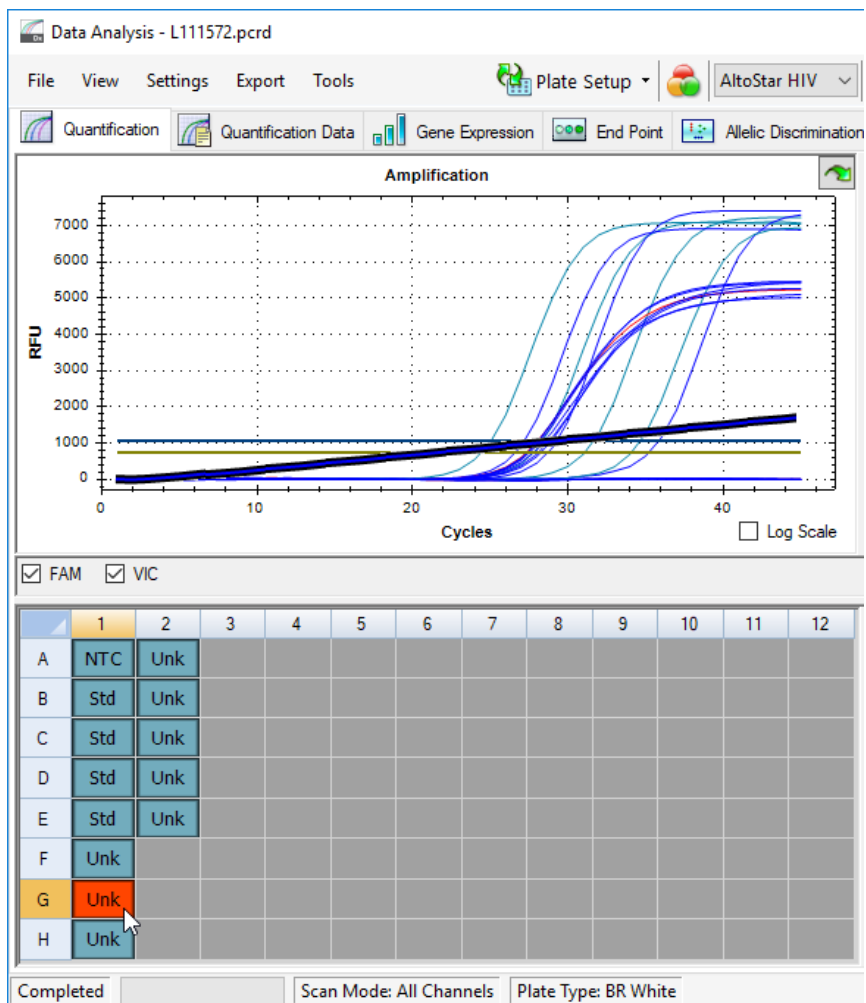 Data Analysis - L111572.pcrd
File View Settings Export Tools Plate Setup AltoStar HIV
Quantification Quantification Data Gene Expression End Point Allelic Discrimination
Amplification
7000
6000
5000
4000
3000
2000
1000
0
RFU
0 10 20 30 40
Cycles
Log Scale
FAM VIC
1 2 3 4 5 6 7 8 9 10 11 12
A NTC Unk
B Std Unk
C Std Unk
D Std Unk
E Std Unk
F Unk
G Unk
H Unk
Completed Scan Mode: All Channels Plate Type: BR White